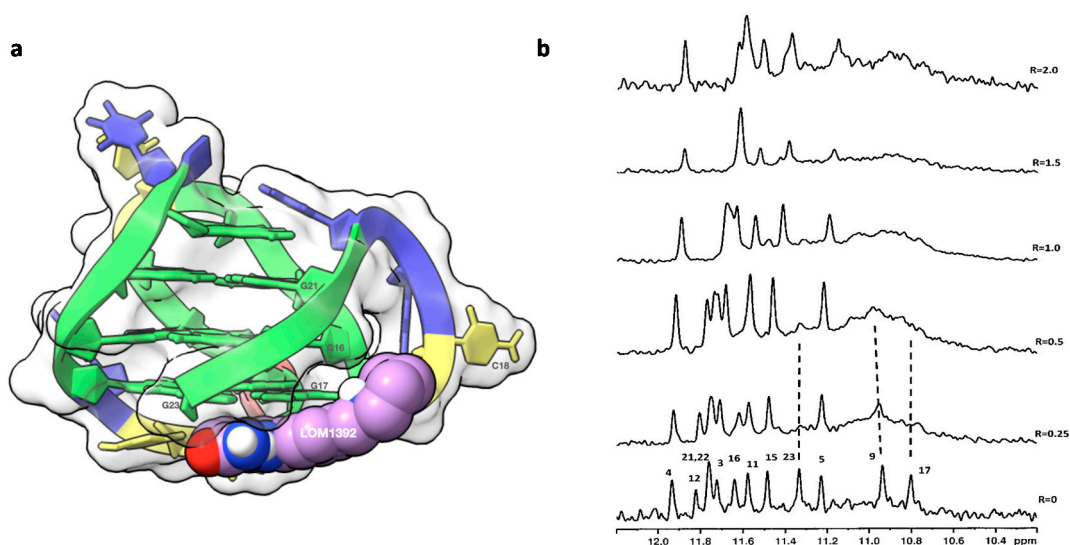 a
b
G21
G16
C18
G17
G23
LOM1392
R=2.0
R=1.5
R=1.0
R=0.5
R=0.25
21,22
16
15 23
3
11
5
9
4
12
17
R=0
12.0 11.8 11.6 11.4 11.2 11.0 10.8 10.6 10.4 ppm